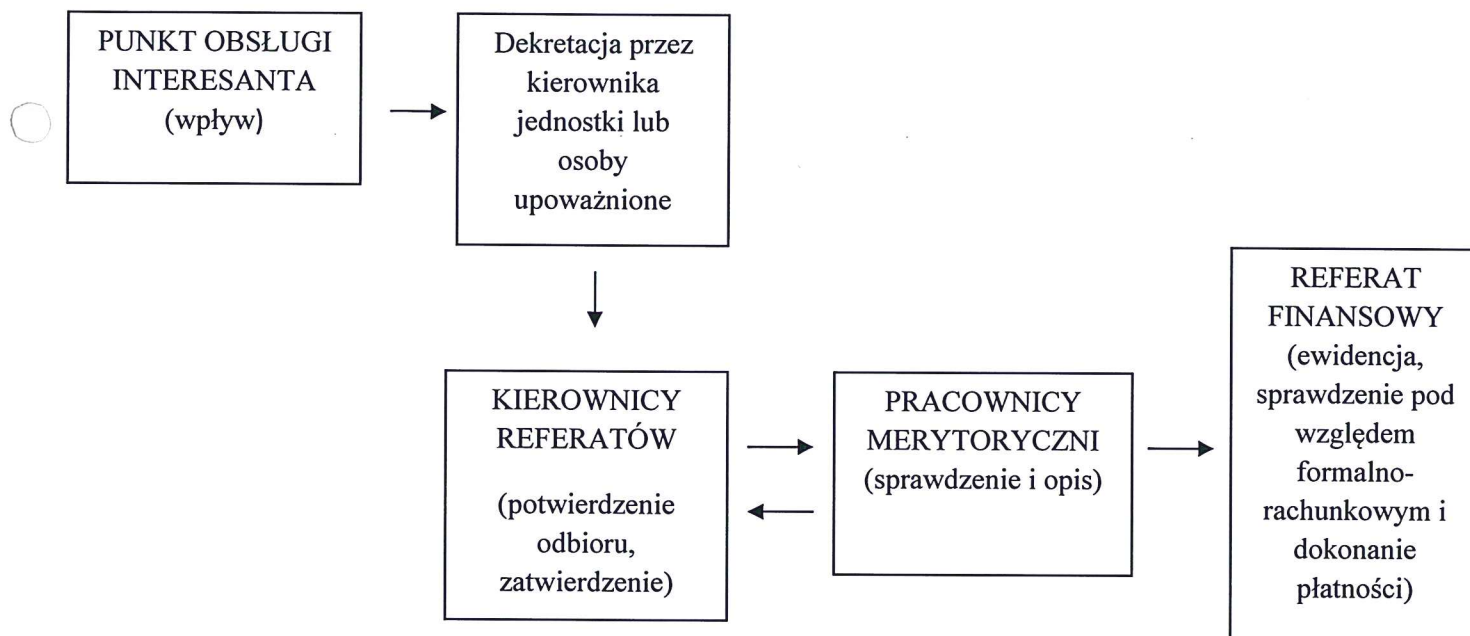 PUNKT OBSŁUGI
INTERESANTA
(wpływ)
Dekretacja przez
kierownika
jednostki lub
osoby
upoważnione
KIEROWNICY
REFERATÓW
(potwierdzenie
odbioru,
zatwierdzenie)
PRACOWNICY
MERYTORYCZNI
(sprawdzenie i opis)
REFERAT
FINANSOWY
(ewidencja,
sprawdzenie pod
względem
formalno-
rachunkowym i
dokonanie
płatności)